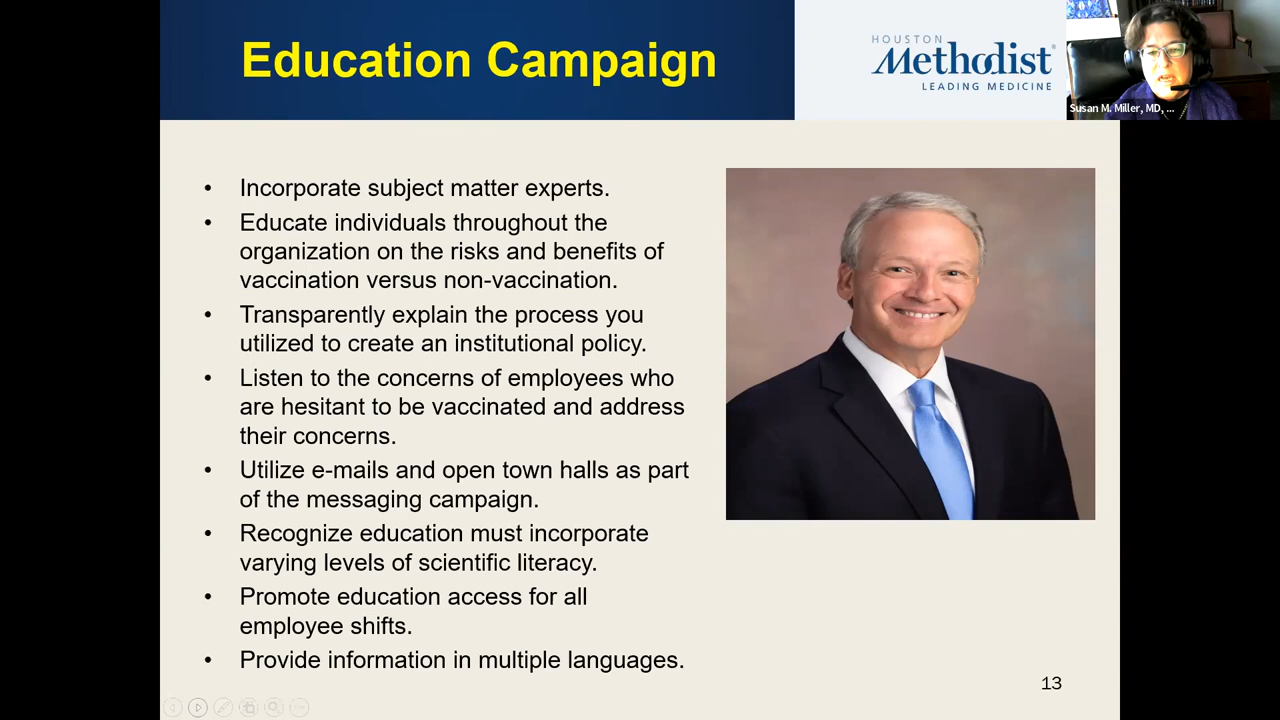 Education Campaign
HOUSTON
Methodist
LEADING MEDICINE
Susan M. Miller, MD, ...
• Incorporate subject matter experts.
• Educate individuals throughout the
organization on the risks and benefits of
vaccination versus non-vaccination.
• Transparently explain the process you
utilized to create an institutional policy.
• Listen to the concerns of employees who
are hesitant to be vaccinated and address
their concerns.
• Utilize e-mails and open town halls as part
of the messaging campaign.
• Recognize education must incorporate
varying levels of scientific literacy.
• Promote education access for all
employee shifts.
• Provide information in multiple languages.
13